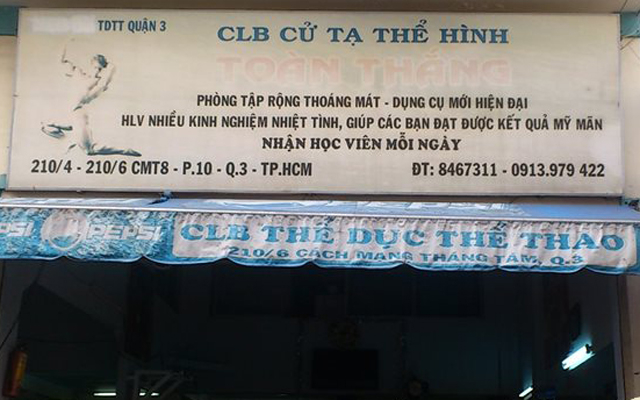 TDTT QUẬN 3
CLB CỬ TẠ THỂ HÌNH
TOÀN THẮNG
PHÒNG TẬP RỘNG THOÁNG MÁT - DỤNG CỤ MỚI HIỆN ĐẠI
HLV NHIỀU KINH NGHIỆM NHIỆT TÌNH, GIÚP CÁC BẠN ĐẠT ĐƯỢC KẾT QUẢ MỸ MÃN
NHẬN HỌC VIÊN MỖI NGÀY
210/4 - 210/6 CMT8 - P.10 - Q.3 - TP.HCM ĐT: 8467311 - 0913.979 422
PEPSI PEPSI CLB THỂ DỤC THỂ THAO
210/6 CÁCH MẠNG THÁNG TÁM, Q.3